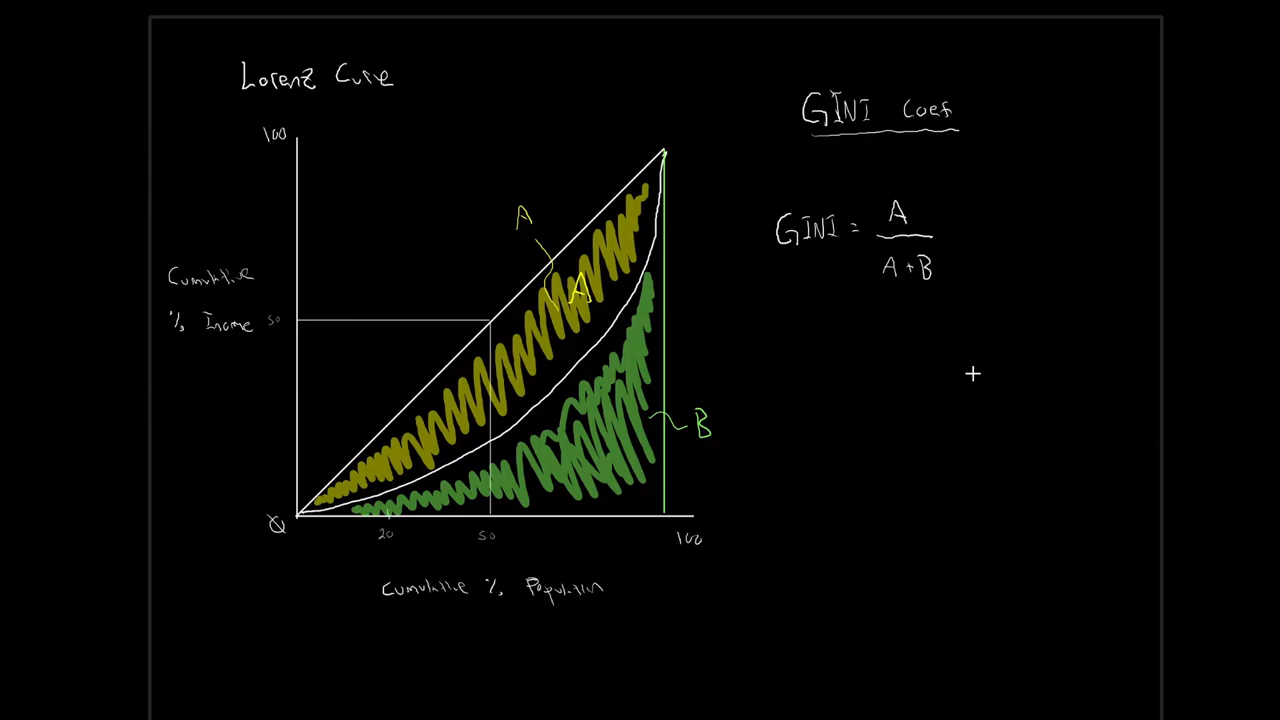 Lorenz Curve
GINI Coef
100
A
GINI = A
A + B
Cumulative
A
% Income 50
B
0
20
50
100
Cumulative % Population